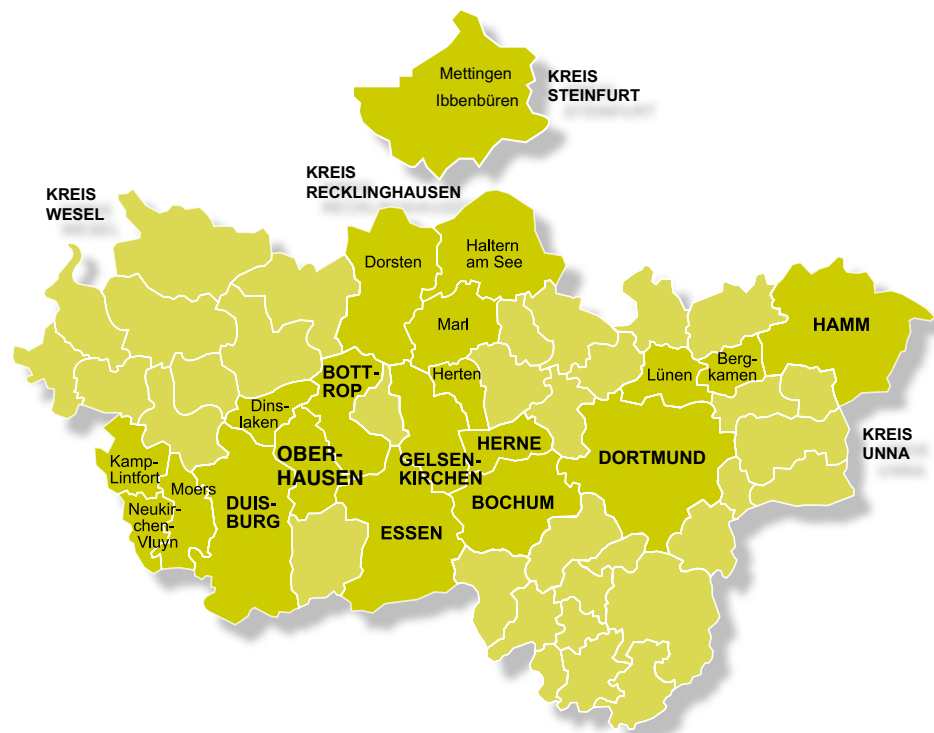 Mettingen
Ibbenbüren
KREIS
STEINFURT
KREIS
RECKLINGHAUSEN
KREIS
WESEL
Dorsten
Haltern
am See
Marl
HAMM
BOTT-
ROP
Herten
Lünen
Berg-
kamen
Dins-
laken
OBER-
HAUSEN
GELSEN-
KIRCHEN
HERNE
DORTMUND
KREIS
UNNA
Kamp-
Lintfort
Moers
Neukir-
chen-
Vluyn
DUIS-
BURG
ESSEN
BOCHUM